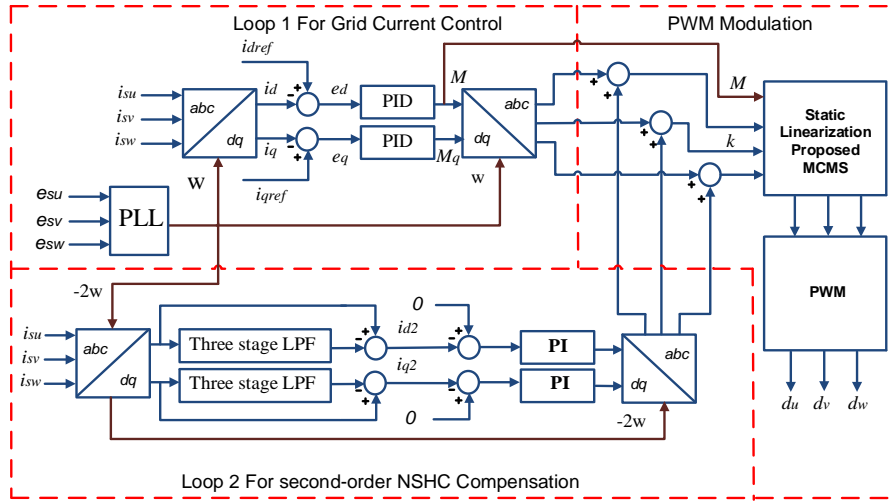 Loop 1 For Grid Current Control
PWM Modulation
idref
isu
isv
isw
abc
dq
id
iq
ed
eq
PID
PID
M
Mq
abc
dq
W
w
iqref
esu
esv
esw
PLL
M
k
Static
Linearization
Proposed
MCMS
PWM
du
dv
dw
-2w
isu
isv
isw
abc
dq
Three stage LPF
Three stage LPF
0
id2
iq2
0
PI
PI
abc
dq
-2w
Loop 2 For second-order NSHC Compensation